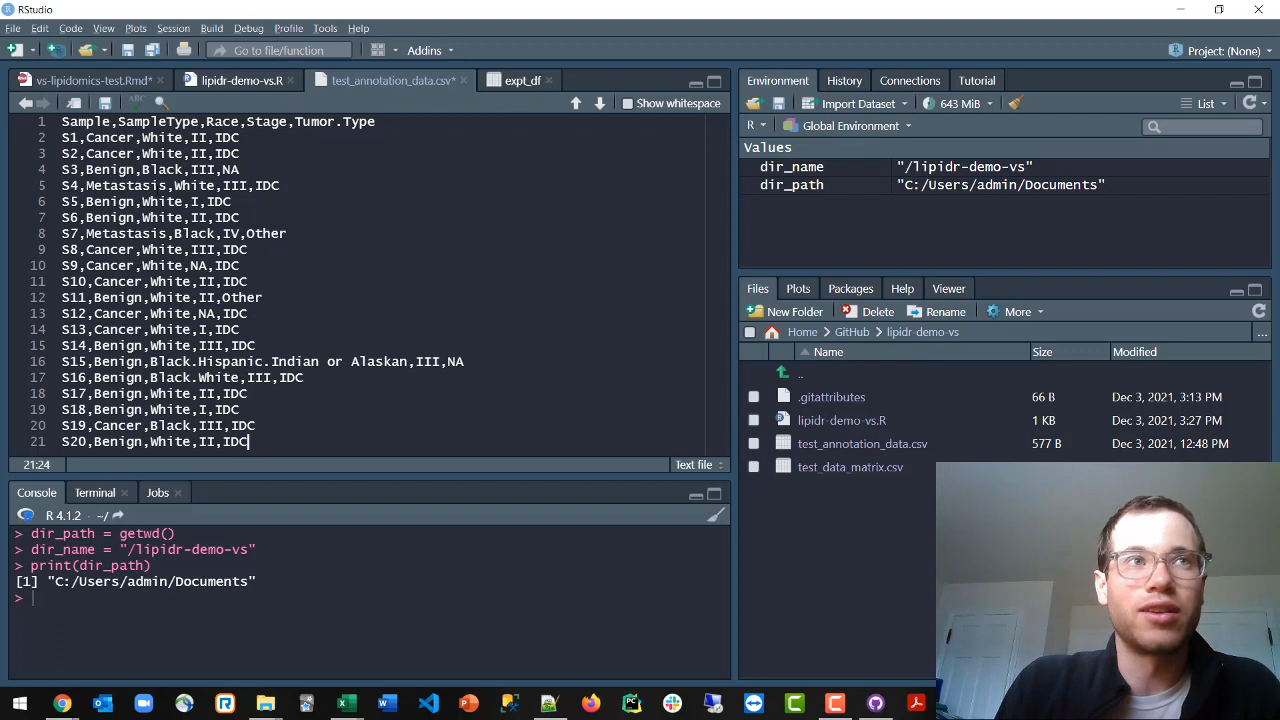 RStudio
File Edit Code View Plots Session Build Debug Profile Tools Help
Go to file/function Addins Project: (None)
vs-lipidomics-test.Rmd* lipidr-demo-vs.R test_annotation_data.csv* expt_df
ABC Show whitespace
1 Sample,SampleType,Race,Stage,Tumor.Type
2 S1,Cancer,White,II,IDC
3 S2,Cancer,White,II,IDC
4 S3,Benign,Black,III,NA
5 S4,Metastasis,White,III,IDC
6 S5,Benign,White,I,IDC
7 S6,Benign,White,II,IDC
8 S7,Metastasis,Black,IV,Other
9 S8,Cancer,White,III,IDC
10 S9,Cancer,White,NA,IDC
11 S10,Cancer,White,II,IDC
12 S11,Benign,White,II,Other
13 S12,Cancer,White,NA,IDC
14 S13,Cancer,White,I,IDC
15 S14,Benign,White,III,IDC
16 S15,Benign,Black.Hispanic.Indian or Alaskan,III,NA
17 S16,Benign,Black.White,III,IDC
18 S17,Benign,White,II,IDC
19 S18,Benign,White,I,IDC
20 S19,Cancer,Black,III,IDC
21 S20,Benign,White,II,IDC
21:24 Text file
Console Terminal Jobs
R 4.1.2 · ~/
> dir_path = getwd()
> dir_name = "/lipidr-demo-vs"
> print(dir_path)
[1] "C:/Users/admin/Documents"
>
Environment History Connections Tutorial
Import Dataset 643 MiB List
R Global Environment
Values
dir_name "/lipidr-demo-vs"
dir_path "C:/Users/admin/Documents"
Files Plots Packages Help Viewer
New Folder Delete Rename More
Home GitHub lipidr-demo-vs ...
Name Size Modified
..
.gitattributes 66 B Dec 3, 2021, 3:13 PM
lipidr-demo-vs.R 1 KB Dec 3, 2021, 3:27 PM
test_annotation_data.csv 577 B Dec 3, 2021, 12:48 PM
test_data_matrix.csv